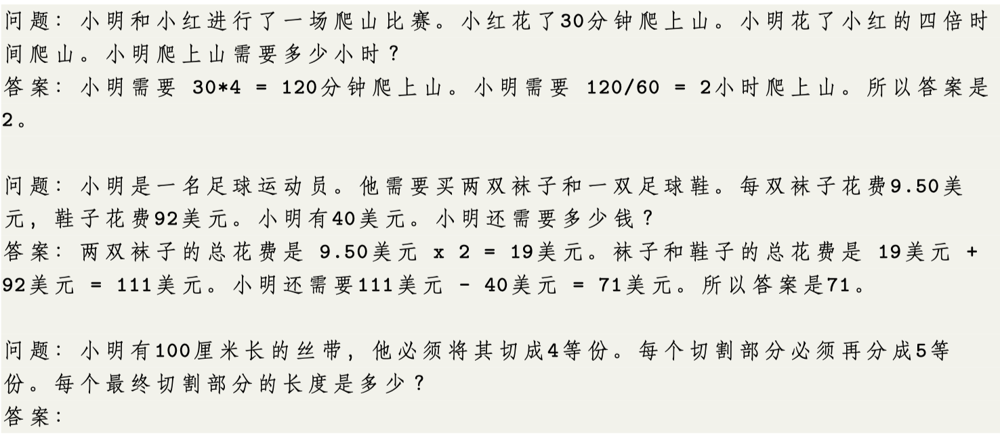 问题：小明和小红进行了一场爬山比赛。小红花了30分钟爬上山。小明花了小红的四倍时
间爬山。小明爬上山需要多少小时？
答案：小明需要 30*4 = 120分钟爬上山。小明需要 120/60 = 2小时爬上山。所以答案是
2。
问题：小明是一名足球运动员。他需要买两双袜子和一双足球鞋。每双袜子花费9.50美
元，鞋子花费92美元。小明有40美元。小明还需要多少钱？
答案：两双袜子的总花费是 9.50美元 x 2 = 19美元。袜子和鞋子的总花费是 19美元 +
92美元 = 111美元。小明还需要111美元 - 40美元 = 71美元。所以答案是71。
问题：小明有100厘米长的丝带，他必须将其切成4等份。每个切割部分必须再分成5等
份。每个最终切割部分的长度是多少？
答案：